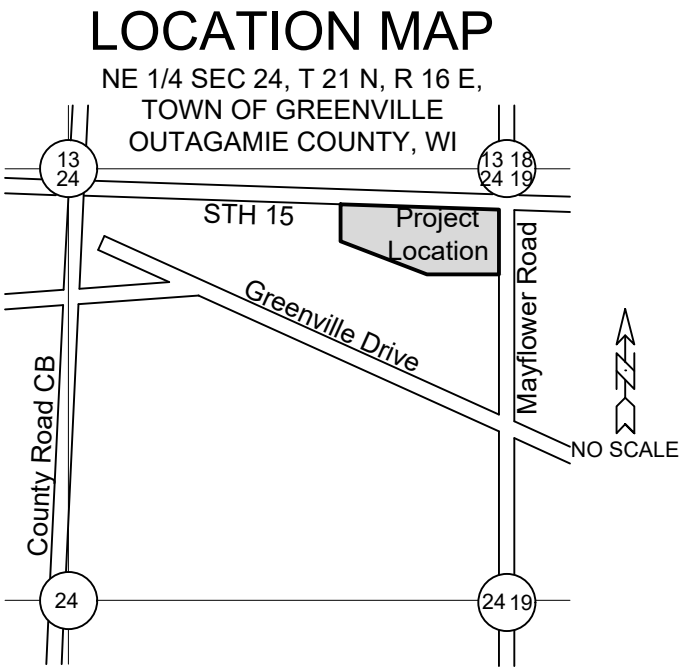 LOCATION MAP
NE 1/4 SEC 24, T 21 N, R 16 E,
TOWN OF GREENVILLE
OUTAGAMIE COUNTY, WI
13
24
13 18
24 19
STH 15
Project
Location
Greenville Drive
Mayflower Road
County Road CB
N
NO SCALE
24
24 19